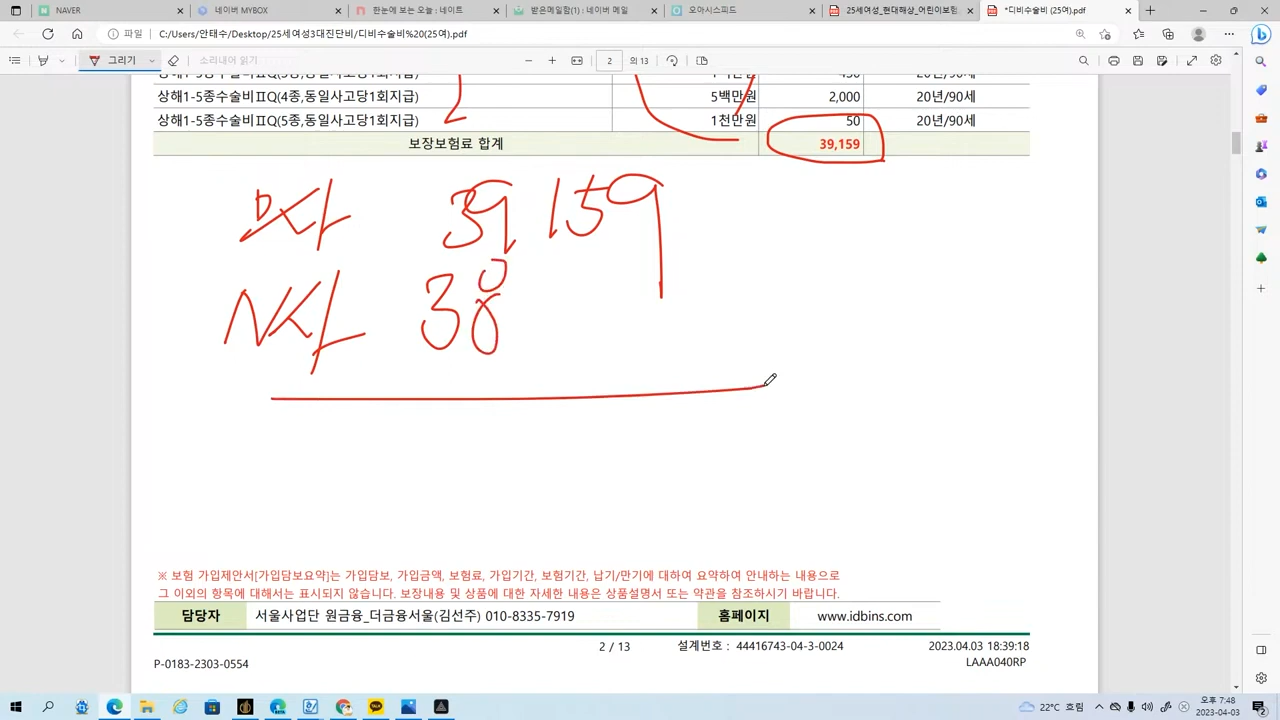 NAVER
네이버 MYBOX
한눈에 보는 오늘 : 네이트
받은메일함(1) : 네이버 메일
오아시스피드
25세여성_현대해상_어린이보험
*디비수술비 (25여).pdf
파일
C:/Users/안태수/Desktop/25세여성3대진단비/디비수술비%20(25여).pdf
그리기
소리내어 읽기
2 의 13
상해1-5종수술비ⅡQ(4종,동일사고당1회지급) 5백만원 2,000 20년/90세
상해1-5종수술비ⅡQ(5종,동일사고당1회지급) 1천만원 50 20년/90세
보장보험료 합계 39,159
39,159
38
※ 보험 가입제안서[가입담보요약]는 가입담보, 가입금액, 보험료, 가입기간, 보험기간, 납기/만기에 대하여 요약하여 안내하는 내용으로
그 이외의 항목에 대해서는 표시되지 않습니다. 보장내용 및 상품에 대한 자세한 내용은 상품설명서 또는 약관을 참조하시기 바랍니다.
담당자 서울사업단 원금융_더금융서울(김선주) 010-8335-7919 홈페이지 www.idbins.com
2 / 13 설계번호 : 44416743-04-3-0024 2023.04.03 18:39:18
P-0183-2303-0554 LAAA040RP
22°C 흐림
오후 7:48
2023-04-03